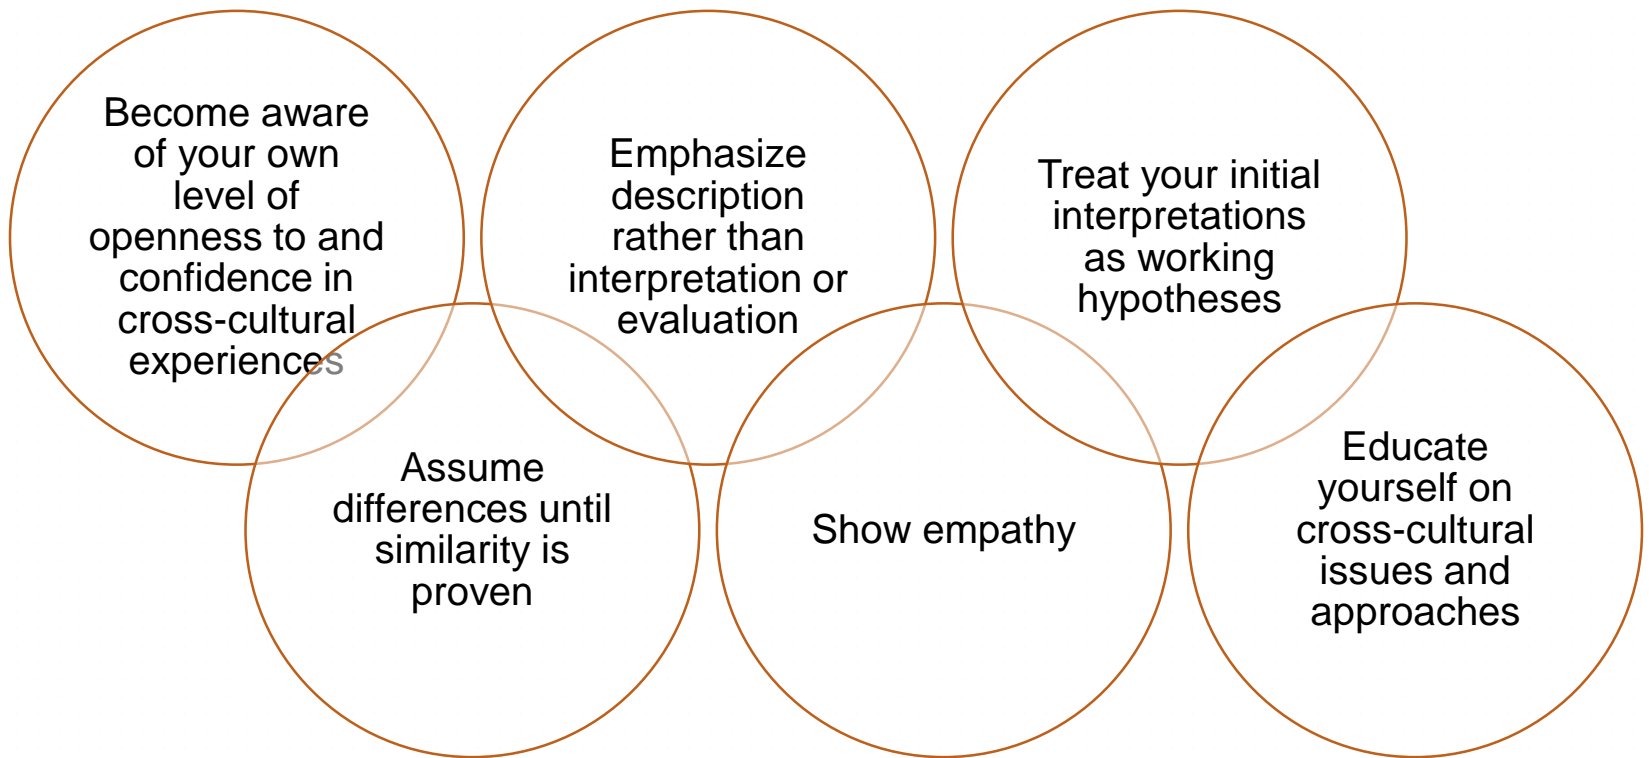 Become aware
of your own
level of
openness to and
confidence in
cross-cultural
experiences
Assume
differences until
similarity is
proven
Emphasize
description
rather than
interpretation or
evaluation
Show empathy
Treat your initial
interpretations
as working
hypotheses
Educate
yourself on
cross-cultural
issues and
approaches